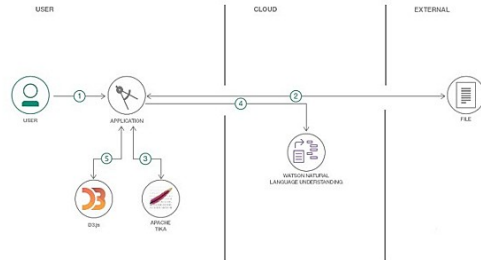 USER
CLOUD
EXTERNAL
1
2
4
USER
APPLICATION
FILE
5
3
WATSON NATURAL
LANGUAGE UNDERSTANDING
D3
D3.js
APACHE
TIKA